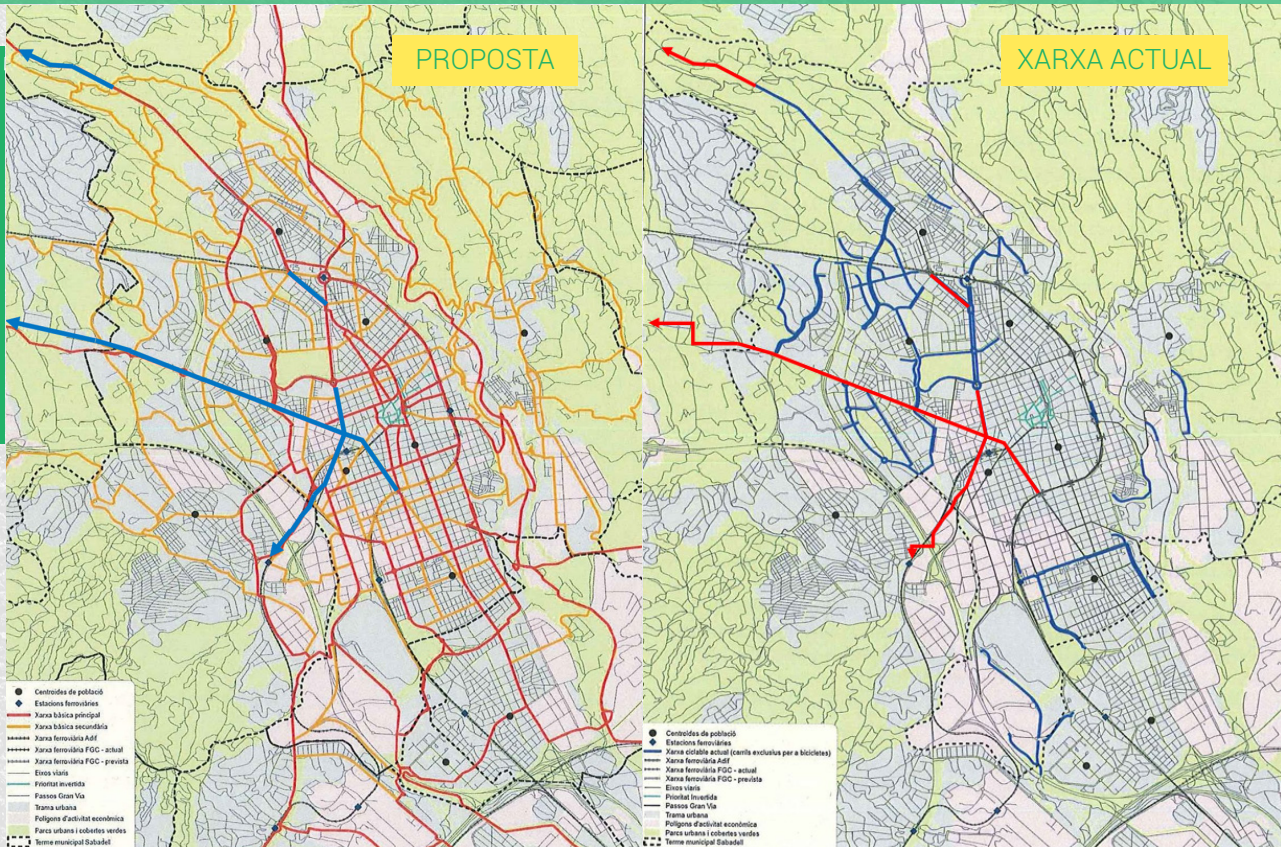 PROPOSTA
Centroides de població
Estacions ferroviàries
Xarxa bàsica principal
Xarxa bàsica secundària
Xarxa ferroviària Adif
Xarxa ferroviària FGC - actual
Xarxa ferroviària FGC - prevista
Eixos viaris
Prioritat invertida
Passos Gran Via
Trama urbana
Polígons d'activitat econòmica
Parcs urbans i cobertes verdes
Terme municipal Sabadell
XARXA ACTUAL
Centroides de població
Estacions ferroviàries
Xarxa ciclable actual (carrils exclusius per a bicicletes)
Xarxa ferroviària Adif
Xarxa ferroviària FGC - actual
Xarxa ferroviària FGC - prevista
Eixos viaris
Prioritat Invertida
Passos Gran Via
Trama urbana
Polígons d'activitat econòmica
Parcs urbans i cobertes verdes
Terme municipal Sabadell